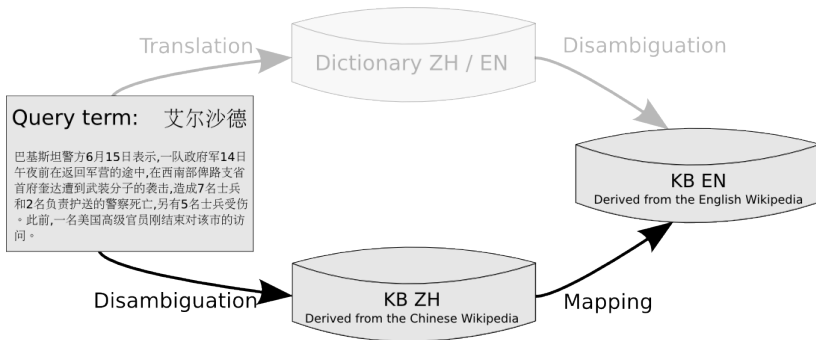 Translation
Disambiguation
Dictionary ZH / EN
Query term: 艾尔沙德
巴基斯坦警方6月15日表示,一队政府军14日
午夜前在返回军营的途中,在西南部俾路支省
首府奎达遭到武装分子的袭击,造成7名士兵
和2名负责护送的警察死亡,另有5名士兵受伤
。此前,一名美国高级官员刚结束对该市的访
问。
KB EN
Derived from the English Wikipedia
Disambiguation
KB ZH
Derived from the Chinese Wikipedia
Mapping